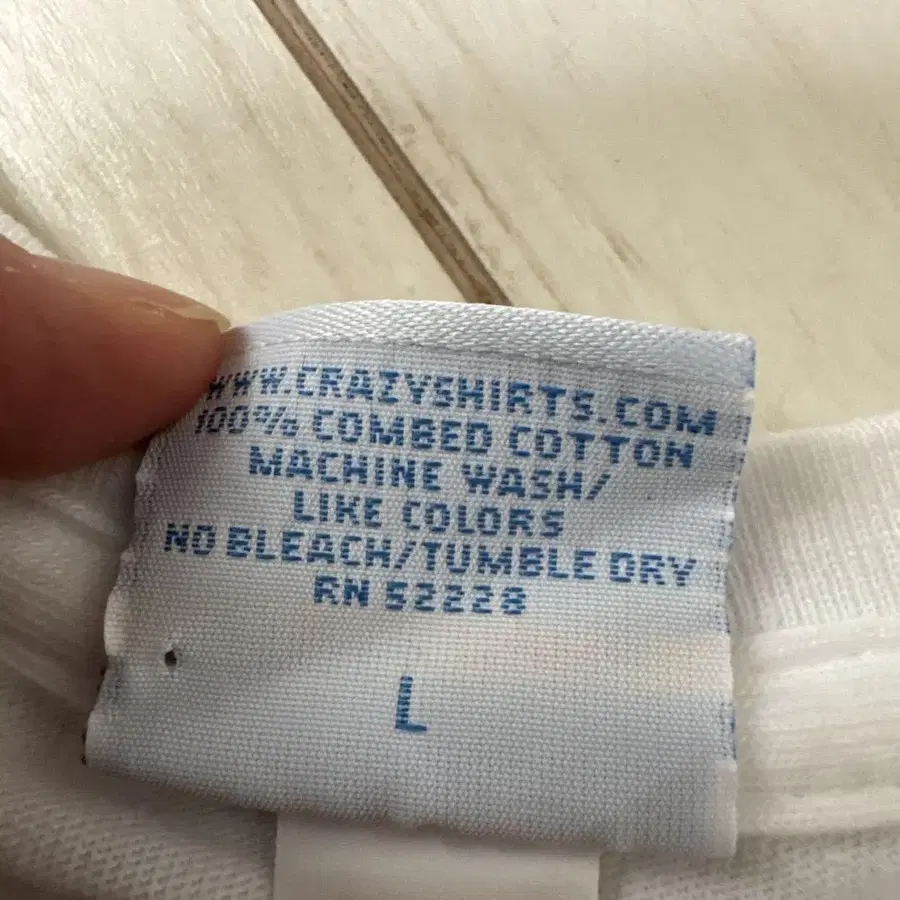 WWW.CRAZYSHIRTS.COM
100% COMBED COTTON
MACHINE WASH/
LIKE COLORS
NO BLEACH/TUMBLE DRY
RN 52228
L